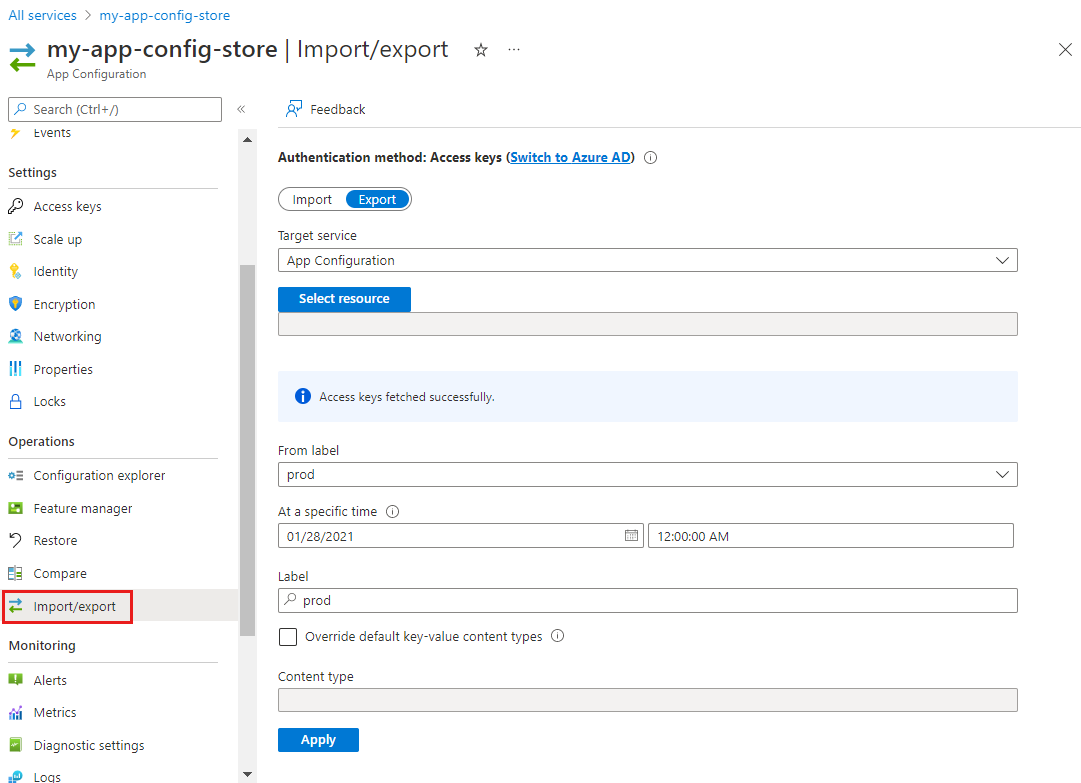 All services > my-app-config-store
my-app-config-store | Import/export
App Configuration
Search (Ctrl+/)
Events
Settings
Access keys
Scale up
Identity
Encryption
Networking
Properties
Locks
Operations
Configuration explorer
Feature manager
Restore
Compare
Import/export
Monitoring
Alerts
Metrics
Diagnostic settings
Logs
Feedback
Authentication method: Access keys (Switch to Azure AD)
Import Export
Target service
App Configuration
Select resource
Access keys fetched successfully.
From label
prod
At a specific time
01/28/2021 12:00:00 AM
Label
prod
Override default key-value content types
Content type
Apply